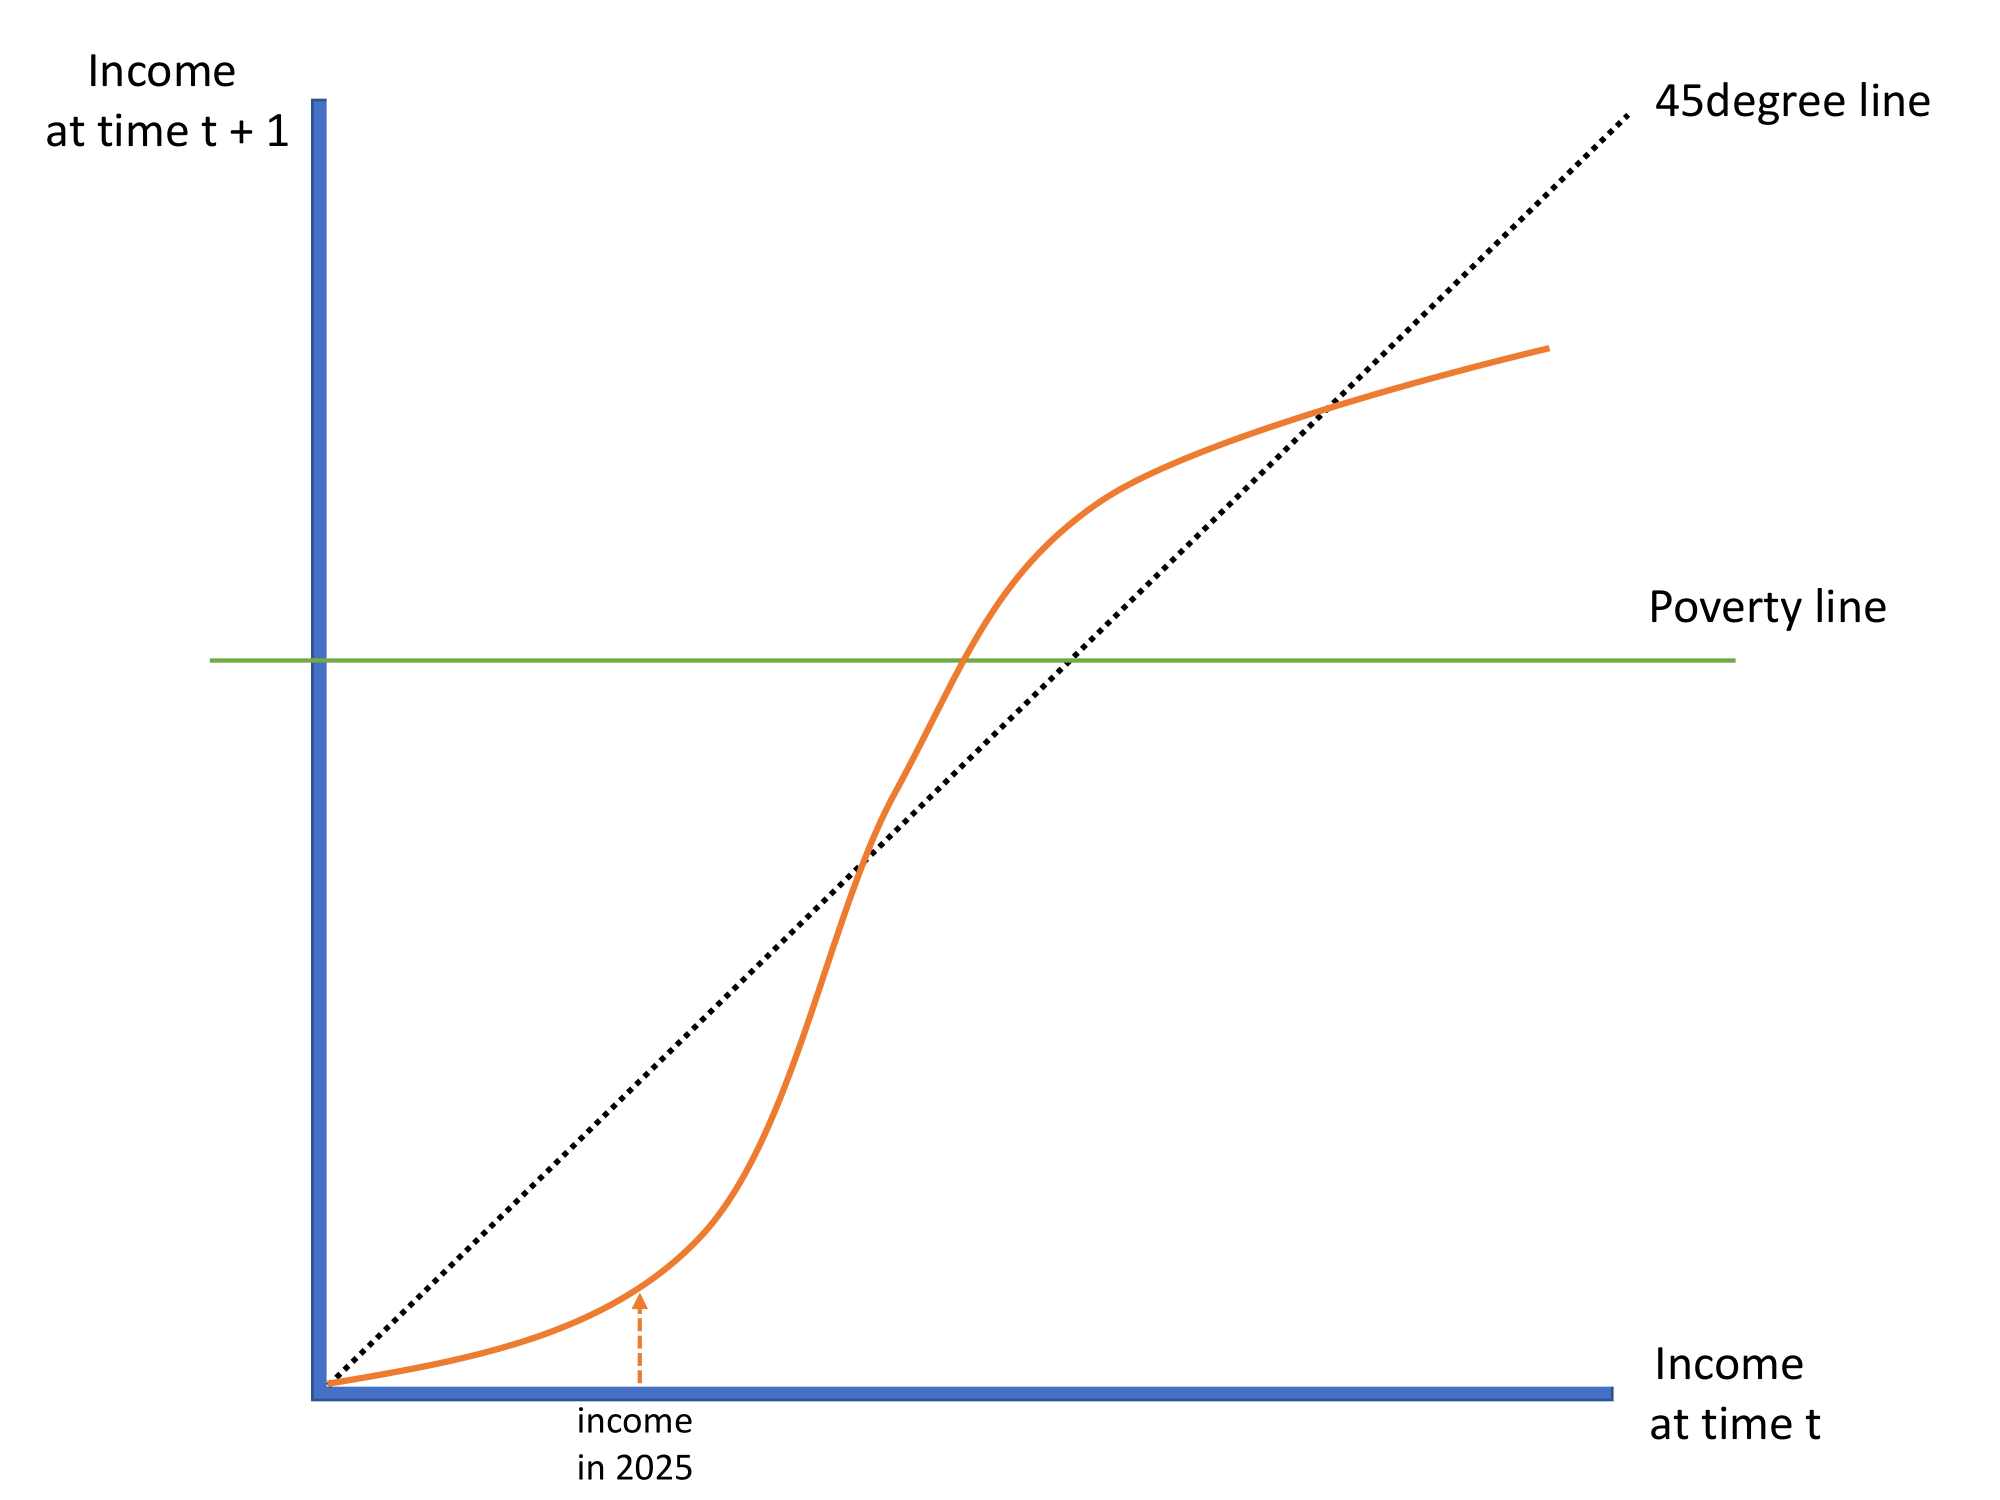 Income
at time t + 1
45degree line
Poverty line
Income
at time t
income
in 2025